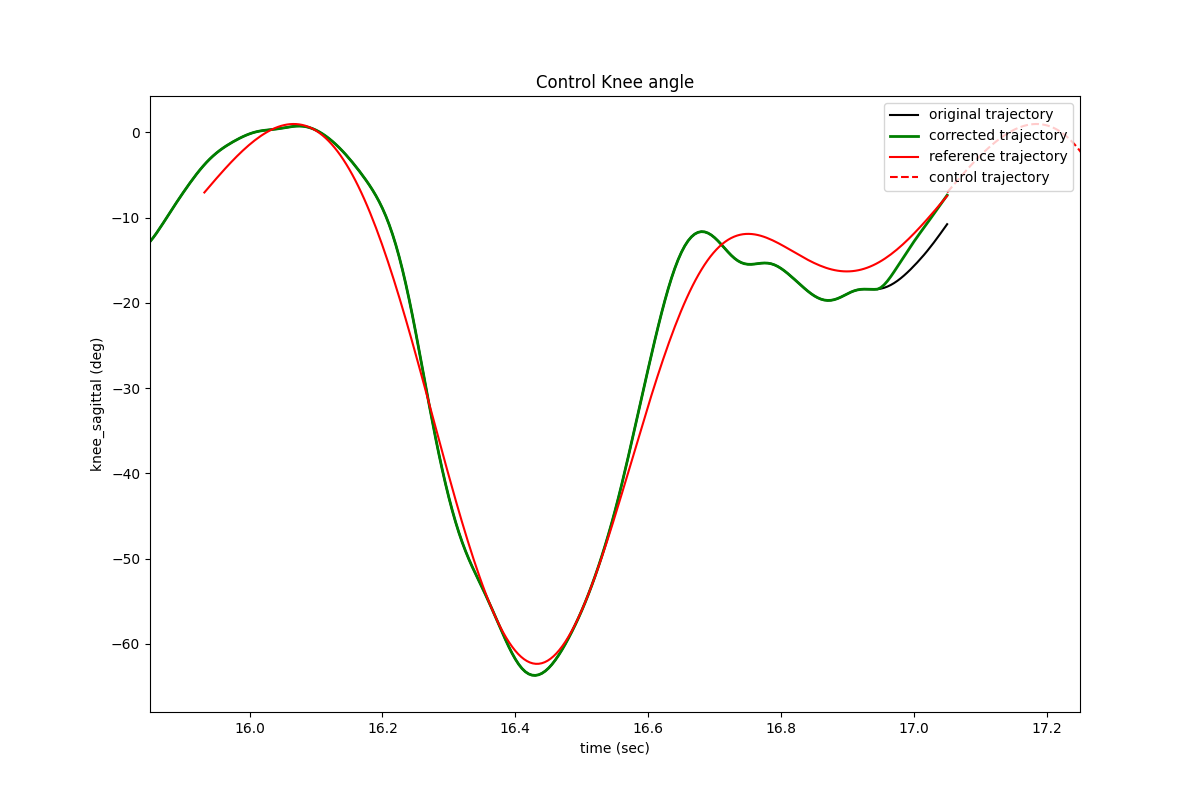 Control Knee angle
original trajectory
corrected trajectory
reference trajectory
control trajectory
0
−10
−20
−30
−40
−50
−60
knee_sagittal (deg)
16.0 16.2 16.4 16.6 16.8 17.0 17.2
time (sec)